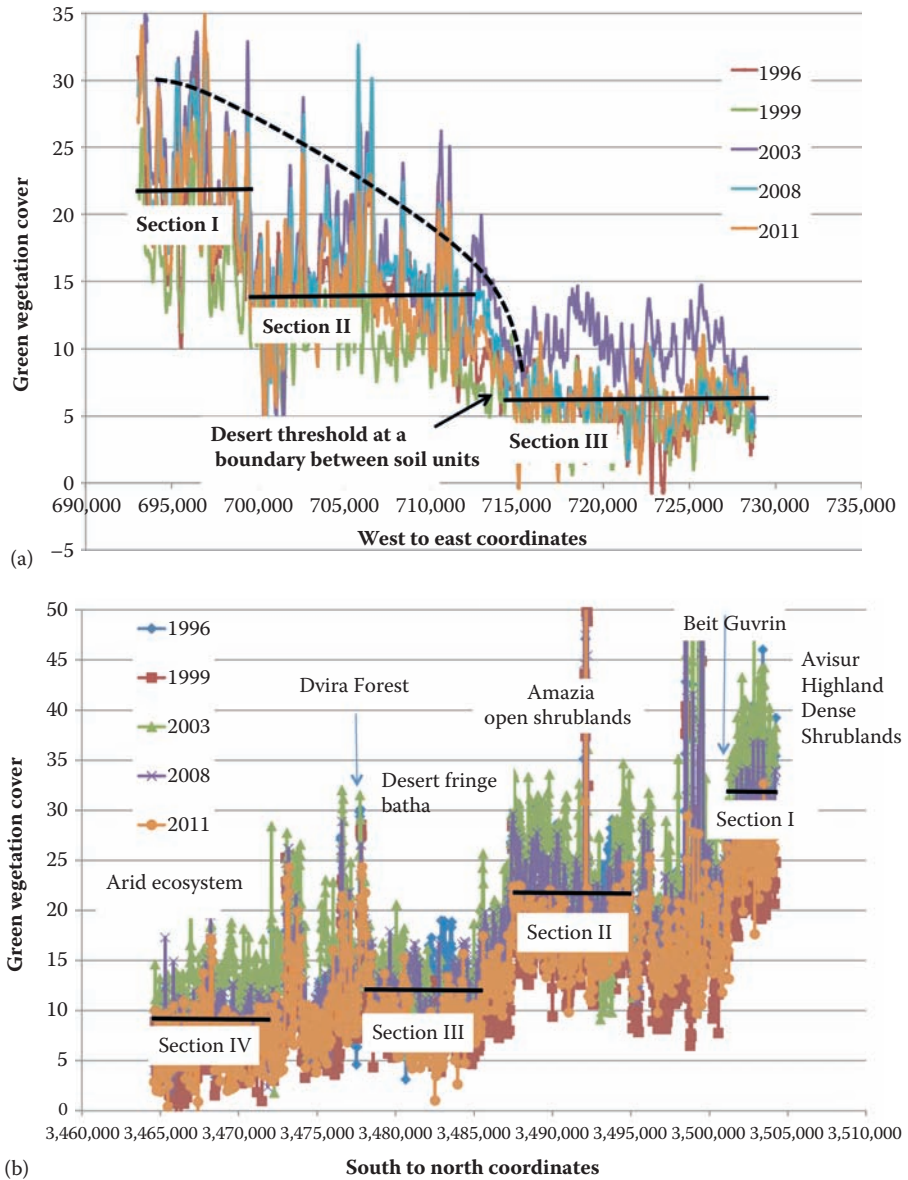 35
30
25
20
15
10
5
0
−5
Green vegetation cover
1996
1999
2003
2008
2011
Section I
Section II
Desert threshold at a
boundary between soil units
Section III
690,000 695,000 700,000 705,000 710,000 715,000 720,000 725,000 730,000 735,000
West to east coordinates
(a)
50
45
40
35
30
25
20
15
10
5
0
Green vegetation cover
1996
1999
2003
2008
2011
Dvira Forest
Arid ecosystem
Desert fringe
batha
Amazia
open shrublands
Beit Guvrin
Avisur
Highland
Dense
Shrublands
Section I
Section II
Section III
Section IV
3,460,000 3,465,000 3,470,000 3,475,000 3,480,000 3,485,000 3,490,000 3,495,000 3,500,000 3,505,000 3,510,000
South to north coordinates
(b)